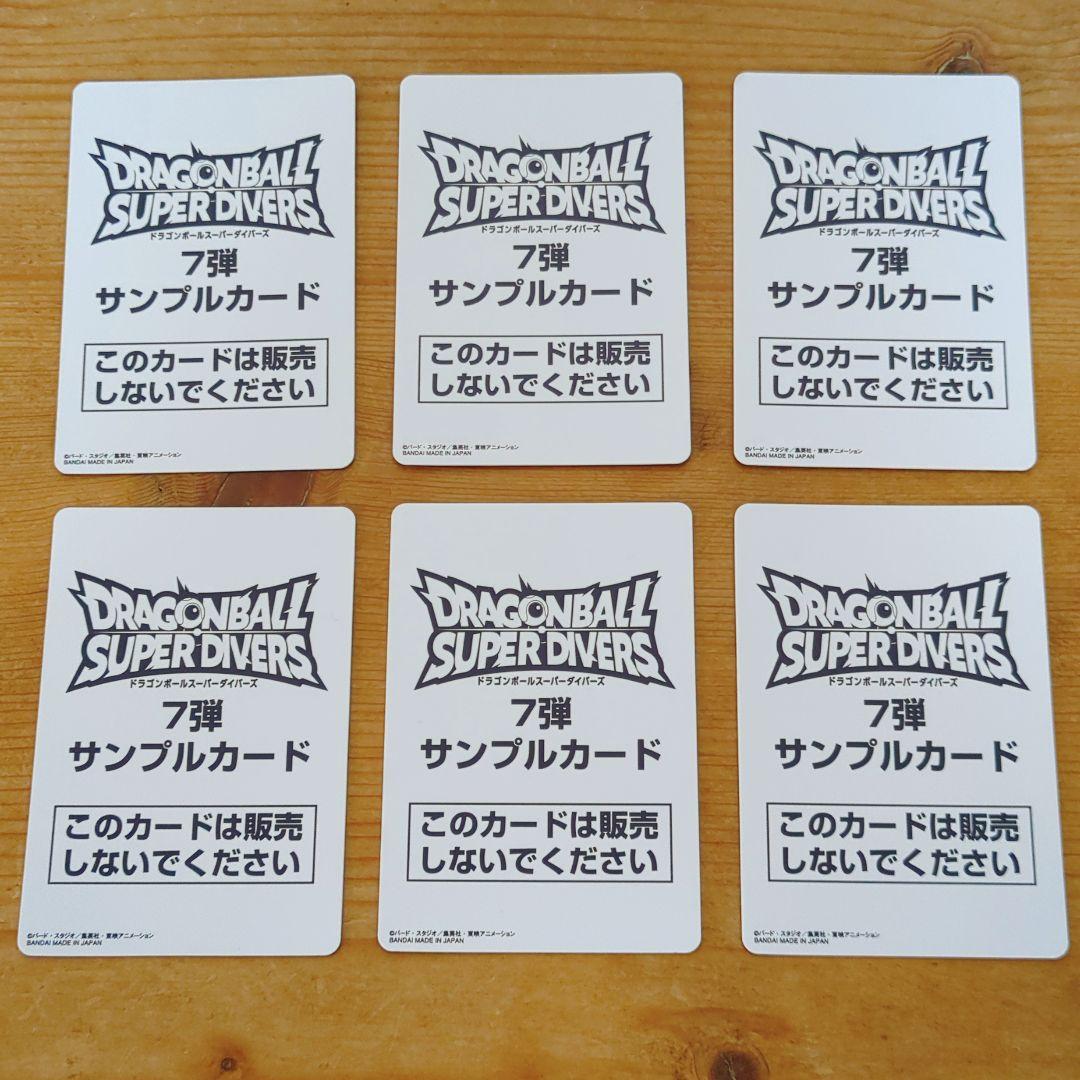 DRAGONBALL
SUPER DIVERS
ドラゴンボールスーパーダイバーズ
7弾
サンプルカード
このカードは販売
しないでください
©バード・スタジオ／集英社・東映アニメーション
BANDAI MADE IN JAPAN
DRAGONBALL
SUPER DIVERS
ドラゴンボールスーパーダイバーズ
7弾
サンプルカード
このカードは販売
しないでください
©バード・スタジオ／集英社・東映アニメーション
BANDAI MADE IN JAPAN
DRAGONBALL
SUPER DIVERS
ドラゴンボールスーパーダイバーズ
7弾
サンプルカード
このカードは販売
しないでください
©バード・スタジオ／集英社・東映アニメーション
BANDAI MADE IN JAPAN
DRAGONBALL
SUPER DIVERS
ドラゴンボールスーパーダイバーズ
7弾
サンプルカード
このカードは販売
しないでください
©バード・スタジオ／集英社・東映アニメーション
BANDAI MADE IN JAPAN
DRAGONBALL
SUPER DIVERS
ドラゴンボールスーパーダイバーズ
7弾
サンプルカード
このカードは販売
しないでください
©バード・スタジオ／集英社・東映アニメーション
BANDAI MADE IN JAPAN
DRAGONBALL
SUPER DIVERS
ドラゴンボールスーパーダイバーズ
7弾
サンプルカード
このカードは販売
しないでください
©バード・スタジオ／集英社・東映アニメーション
BANDAI MADE IN JAPAN